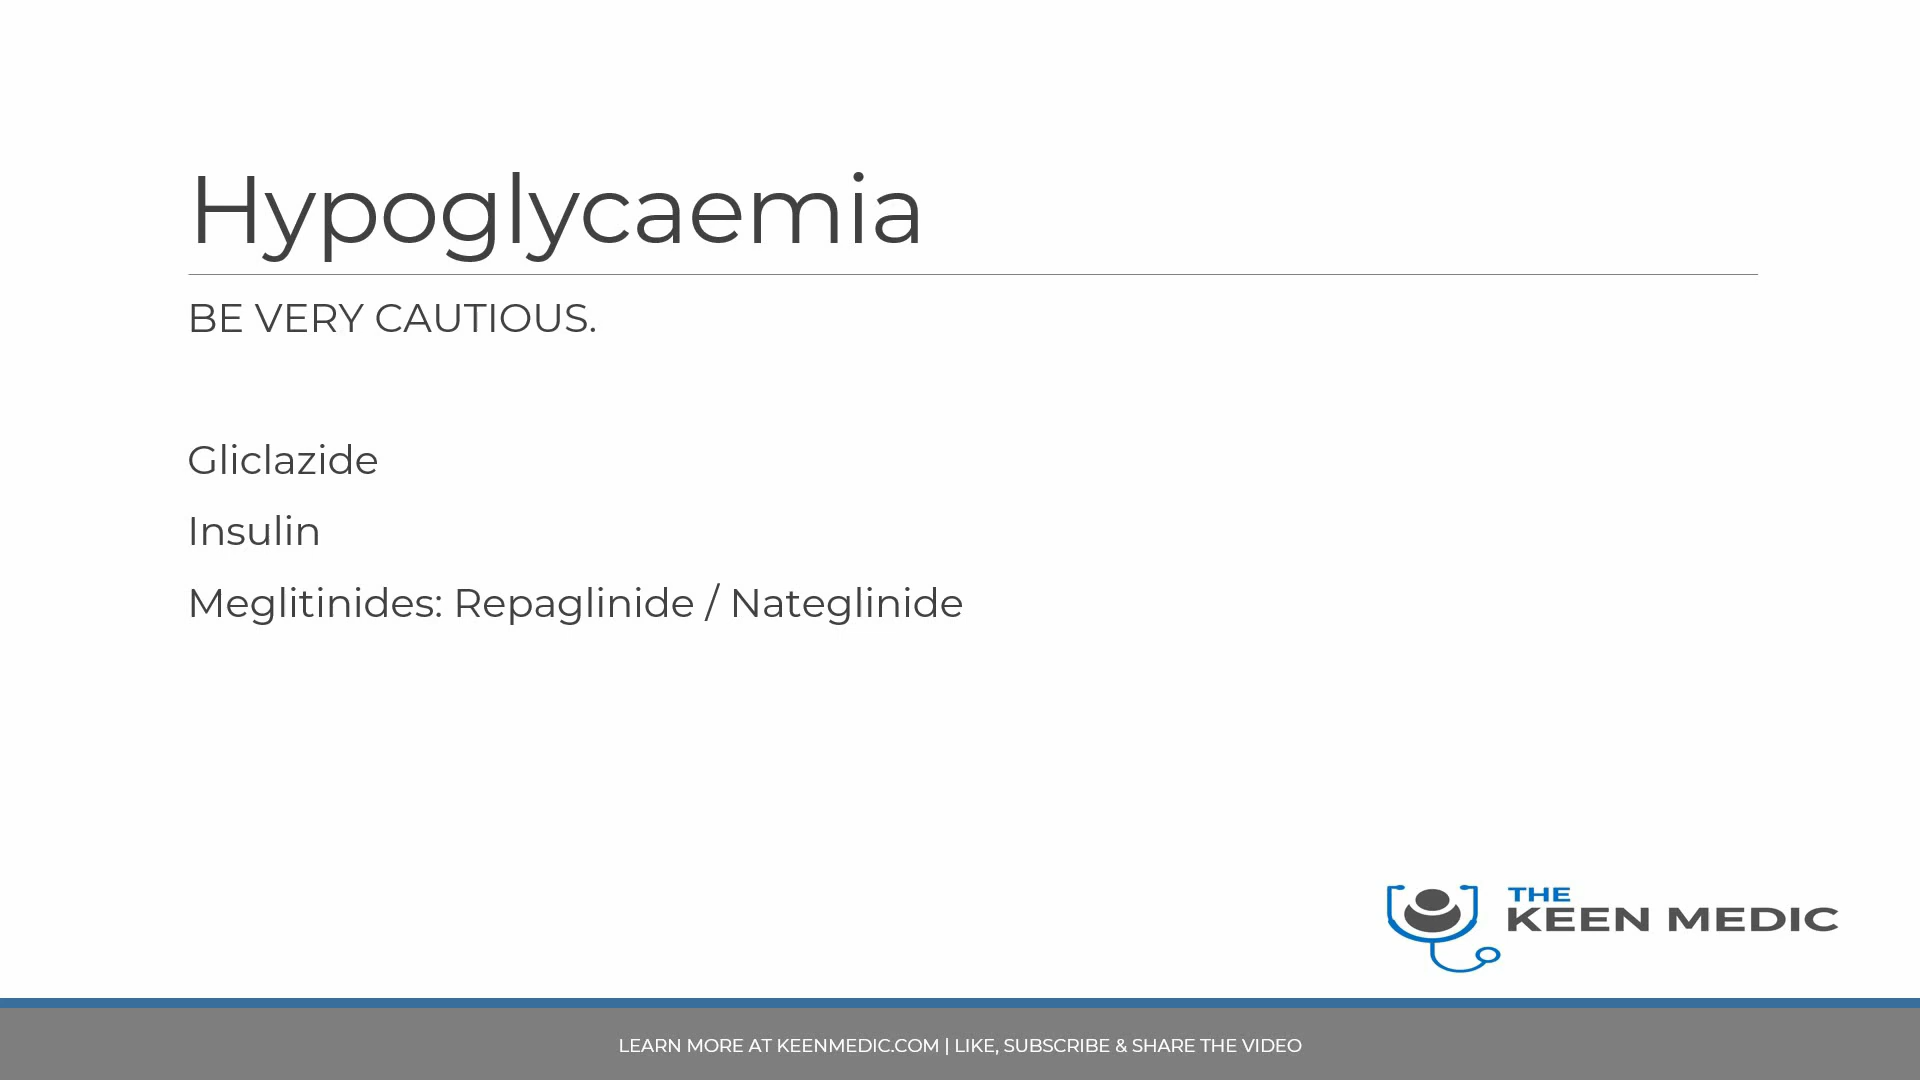 Hypoglycaemia
BE VERY CAUTIOUS.
Gliclazide
Insulin
Meglitinides: Repaglinide / Nateglinide
THE
KEEN MEDIC
LEARN MORE AT KEENMEDIC.COM | LIKE, SUBSCRIBE & SHARE THE VIDEO